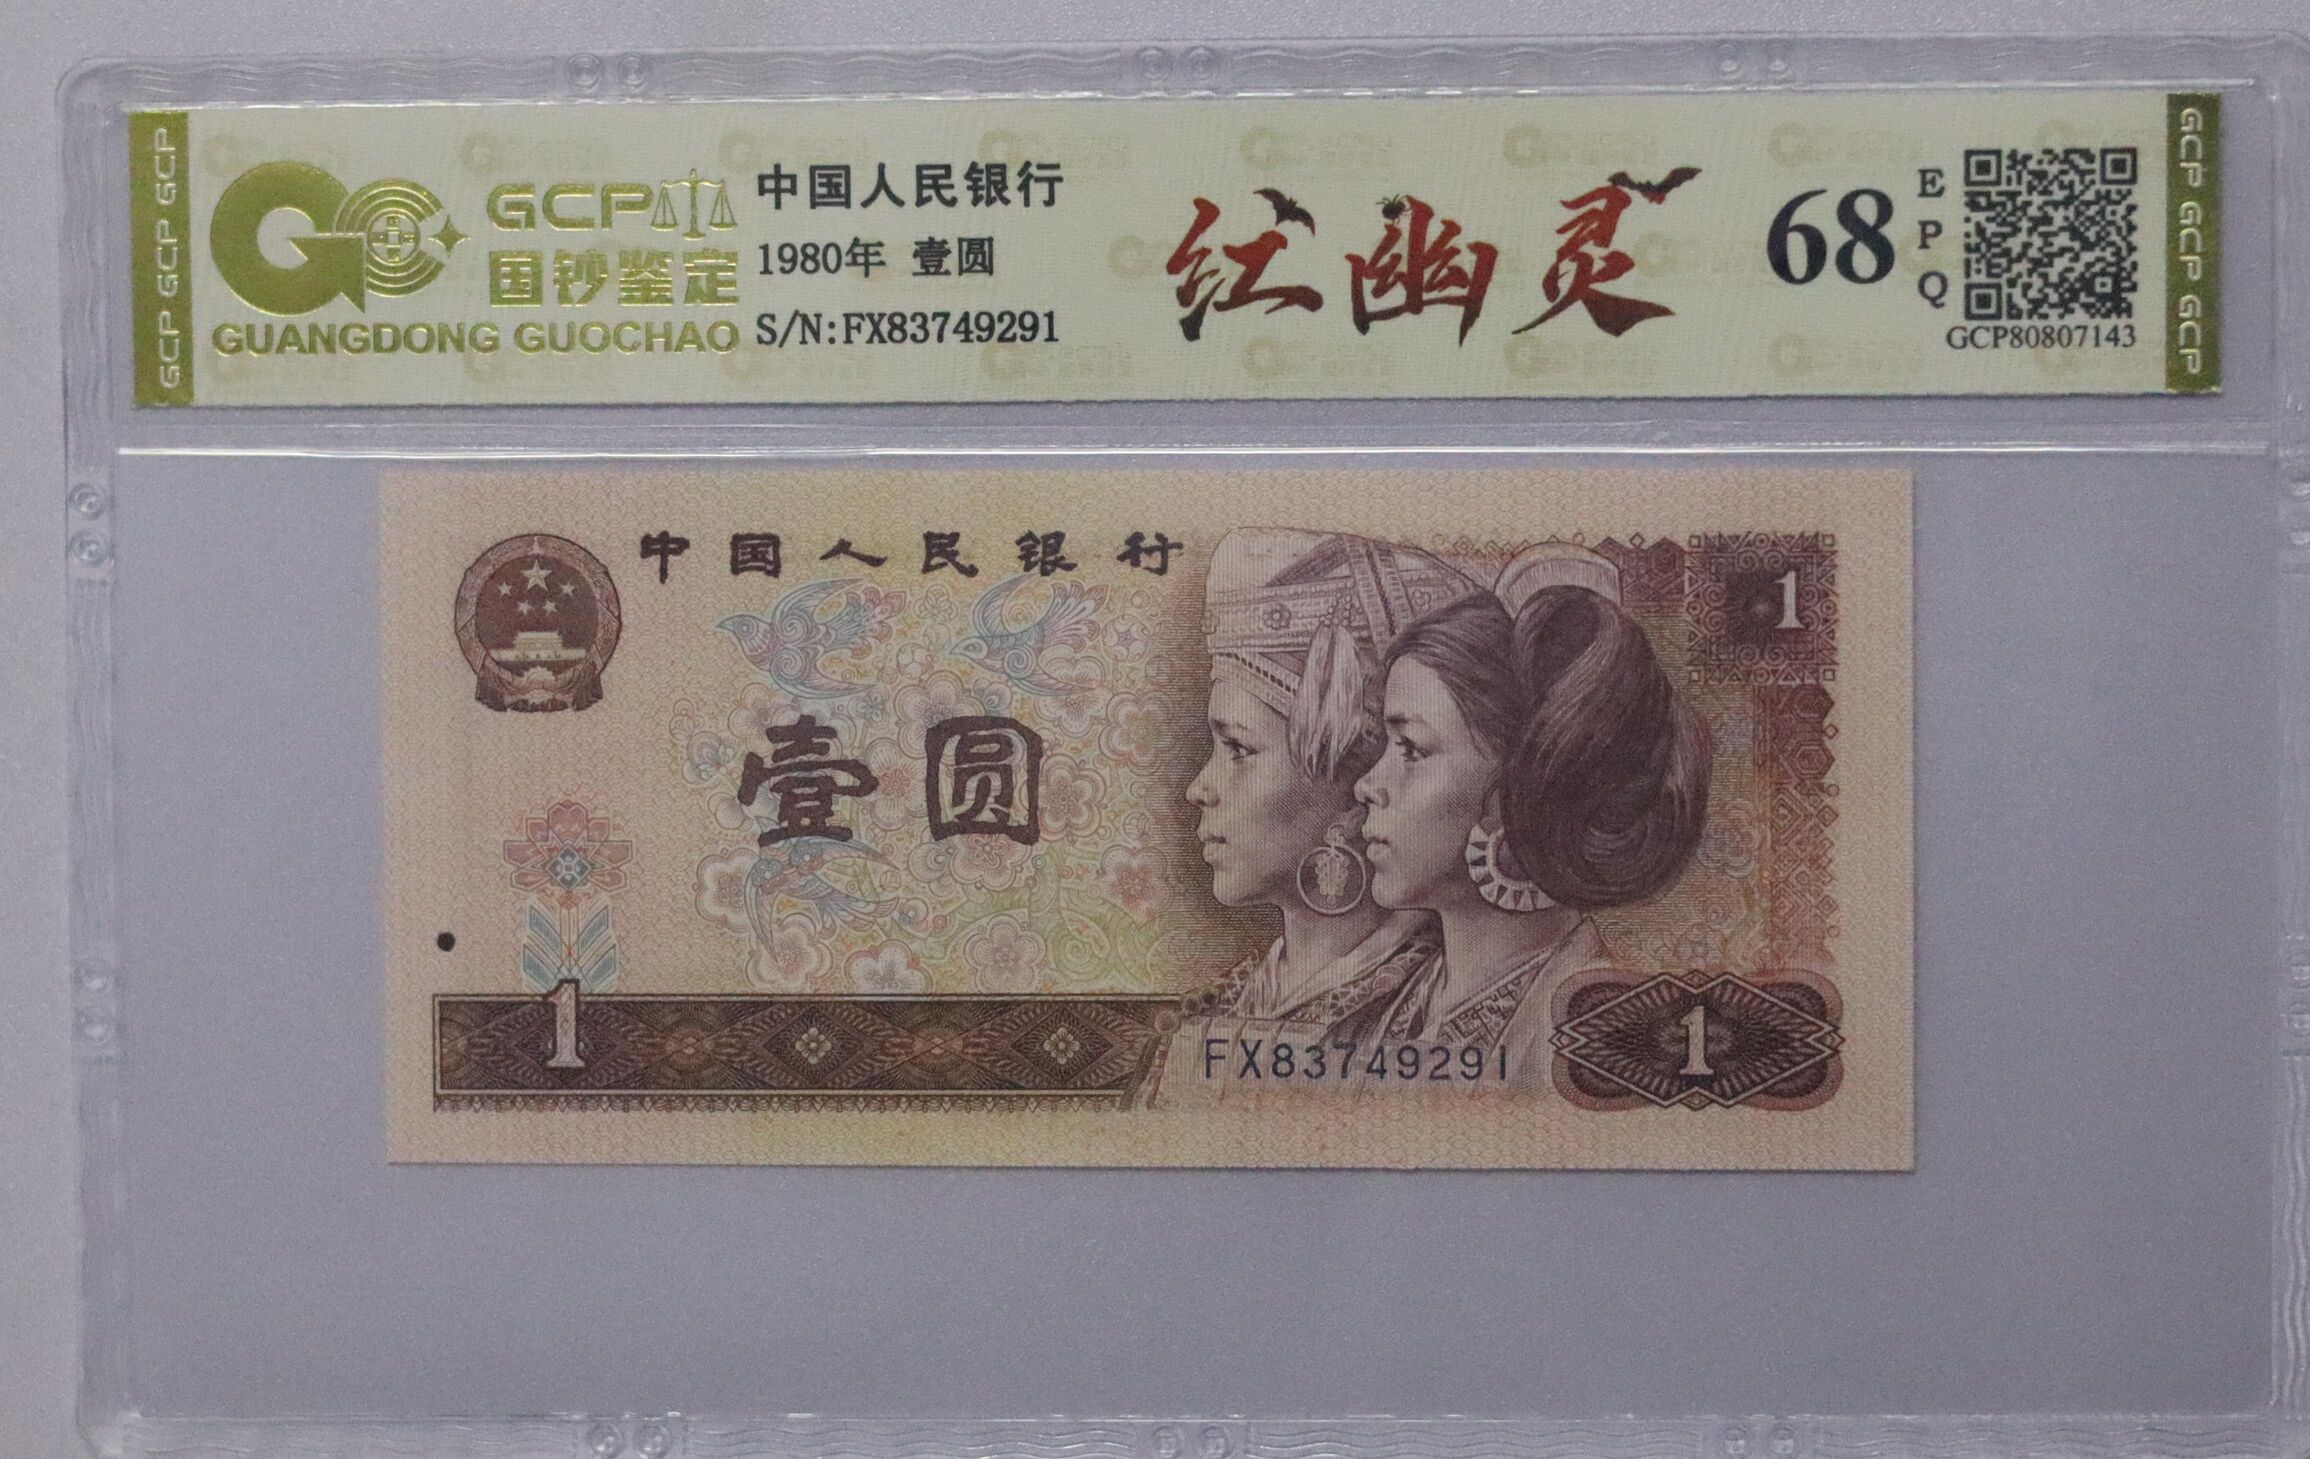 GCP GCP GCP
GCP
国钞鉴定
GUANGDONG GUOCHAO
中国人民银行
1980年 壹圆
S/N:FX83749291
红幽灵
68
EPQ
GCP80807143
GCP GCP GCP
中国人民银行
1
壹圆
1
FX83749291
1